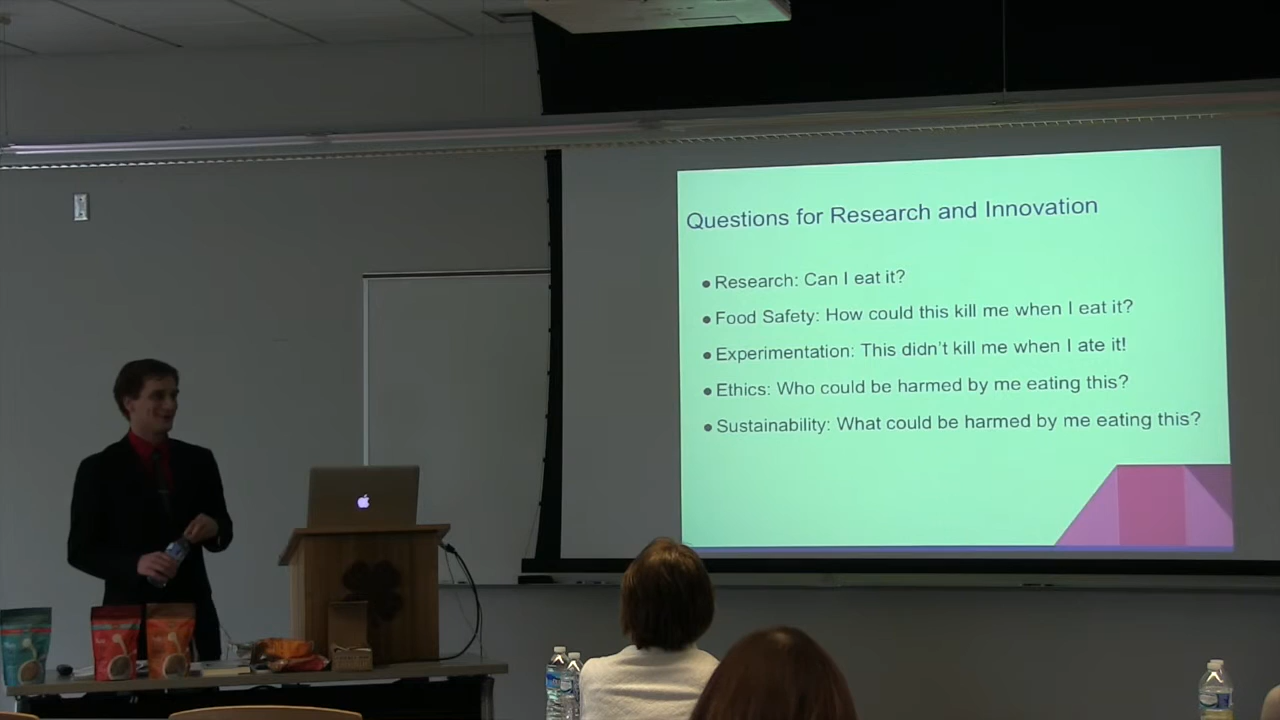 Questions for Research and Innovation
● Research: Can I eat it?
● Food Safety: How could this kill me when I eat it?
● Experimentation: This didn't kill me when I ate it!
● Ethics: Who could be harmed by me eating this?
● Sustainability: What could be harmed by me eating this?